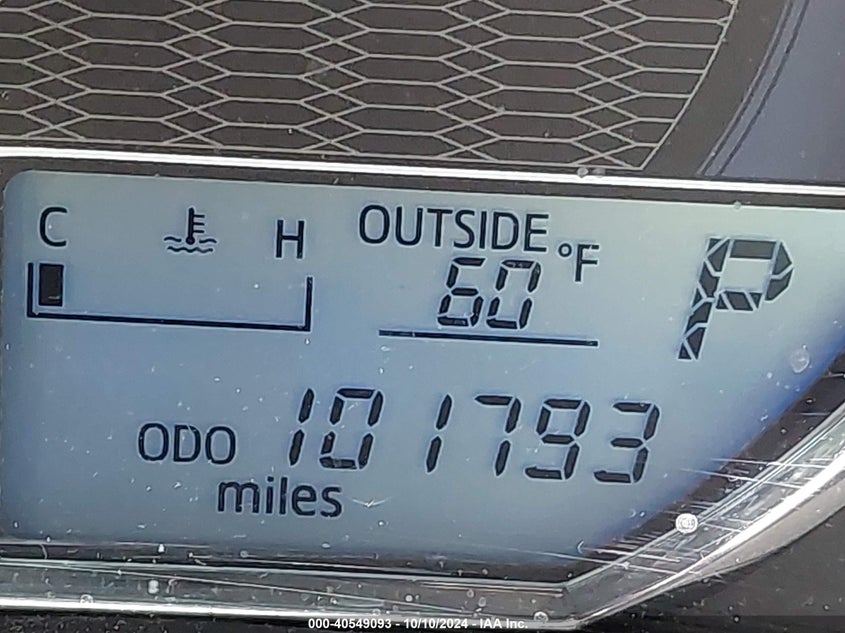 C H OUTSIDE
60 °F P
ODO 101793
miles
000-40549093 - 10/10/2024 - IAA Inc.